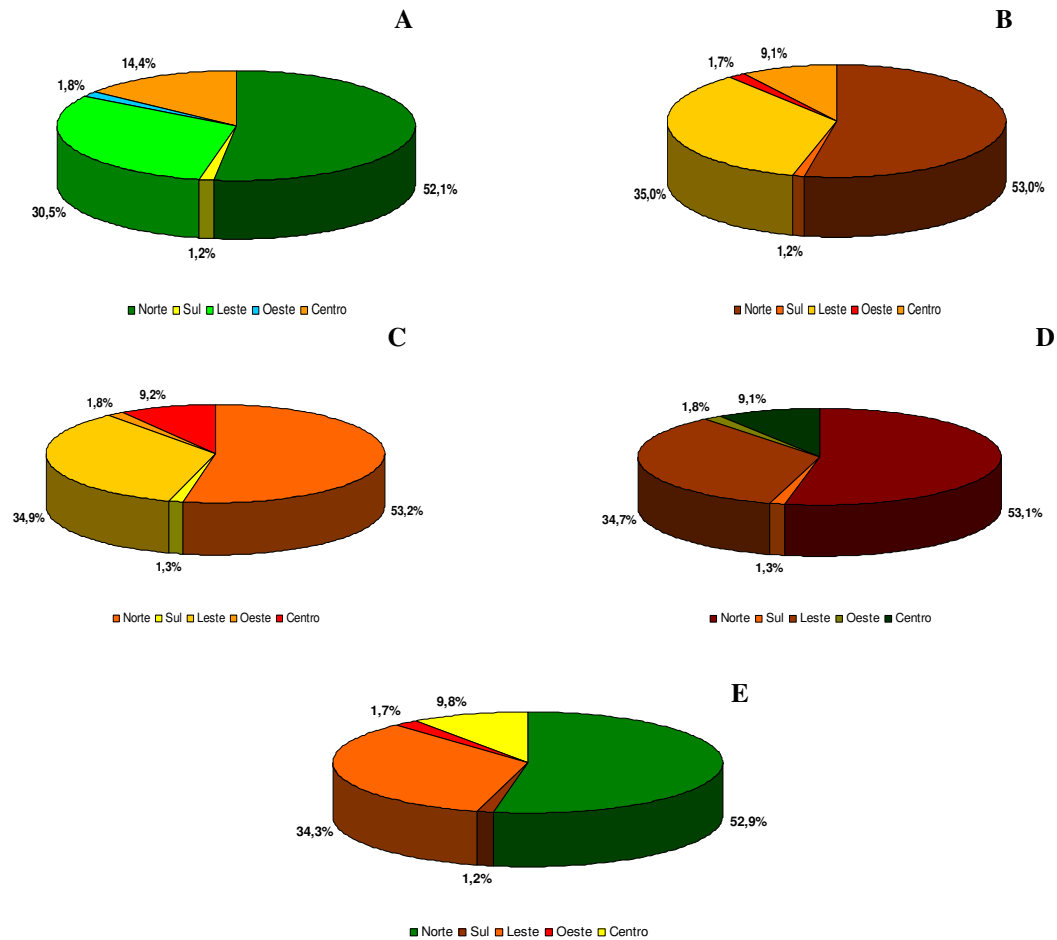 A
14,4%
1,8%
52,1%
30,5%
1,2%
Norte Sul Leste Oeste Centro
B
9,1%
1,7%
53,0%
35,0%
1,2%
Norte Sul Leste Oeste Centro
C
9,2%
1,8%
53,2%
34,9%
1,3%
Norte Sul Leste Oeste Centro
D
9,1%
1,8%
53,1%
34,7%
1,3%
Norte Sul Leste Oeste Centro
E
9,8%
1,7%
52,9%
34,3%
1,2%
Norte Sul Leste Oeste Centro